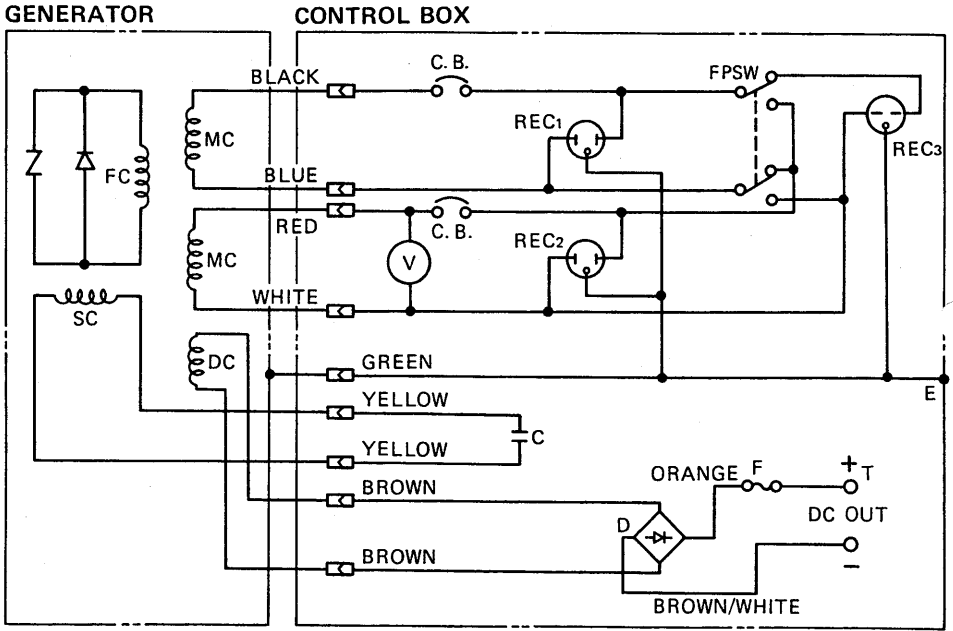 GENERATOR
CONTROL BOX
C. B.
BLACK
FPSW
REC1
MC
REC3
FC
BLUE
RED
C. B.
REC2
MC
V
WHITE
SC
DC
GREEN
E
YELLOW
C
YELLOW
ORANGE F + T
BROWN
D
DC OUT
BROWN
−
BROWN/WHITE